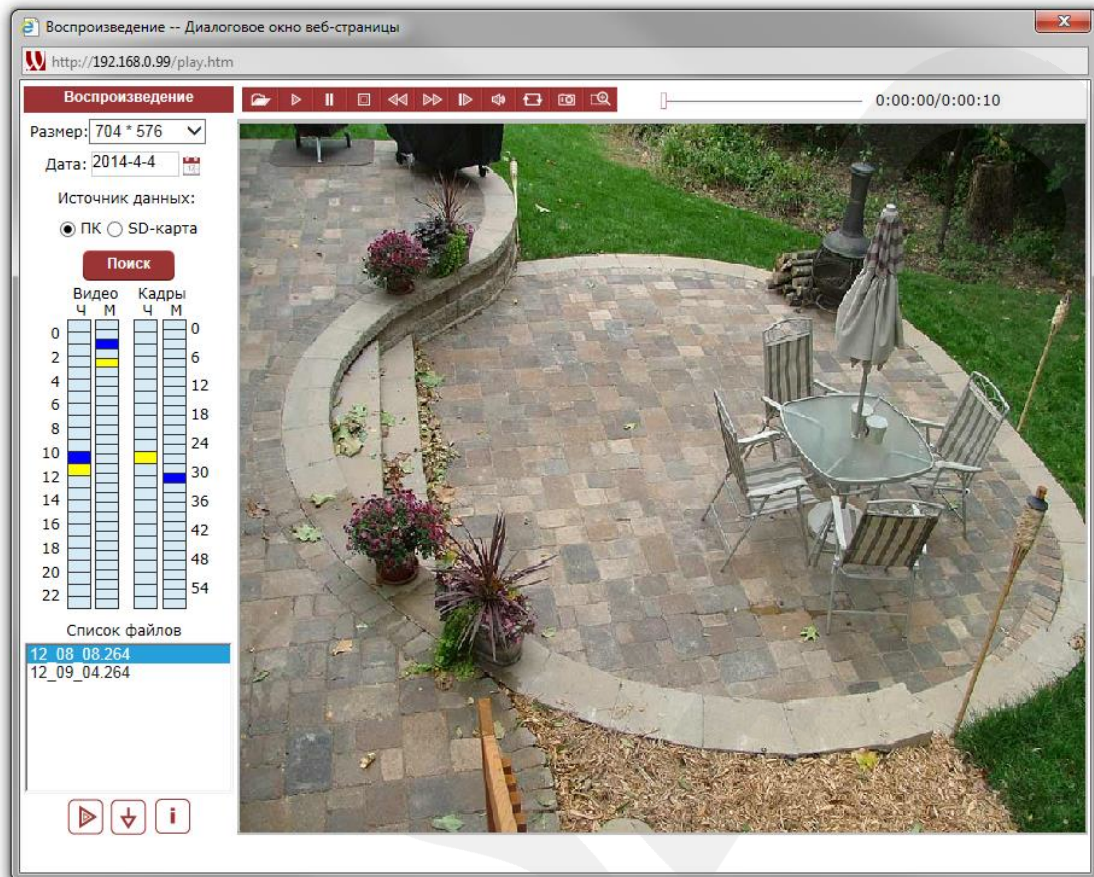 Воспроизведение -- Диалоговое окно веб-страницы
http://192.168.0.99/play.htm
Воспроизведение
0:00:00/0:00:10
Размер: 704 * 576
Дата: 2014-4-4
Источник данных:
ПК SD-карта
Поиск
Видео Кадры
Ч М Ч М
0 0
2 6
4 12
6 18
8 24
10 30
12 36
14 42
16 48
18 54
20
22
Список файлов
12_08_08.264
12_09_04.264